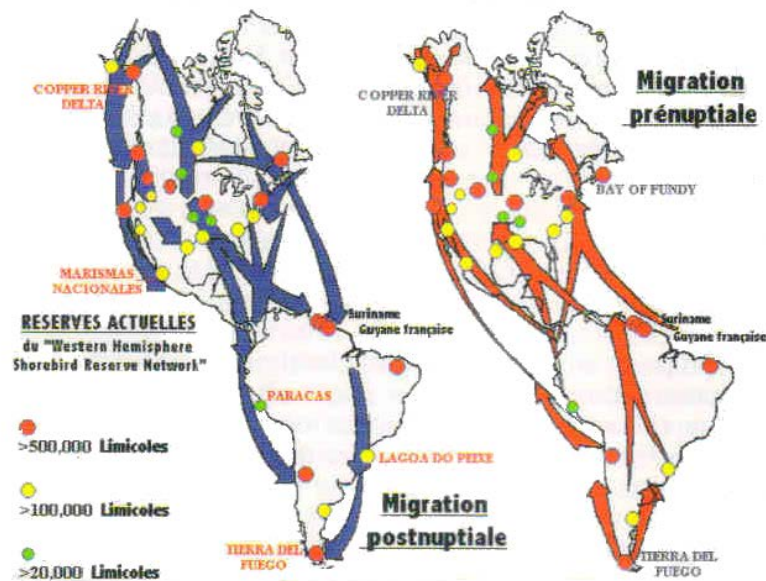 COPPER RIVER
DELTA
MARISMAS
NACIONALES
RESERVES ACTUELLES
du "Western Hemisphere
Shorebird Reserve Network"
>500,000 Limicoles
>100,000 Limicoles
>20,000 Limicoles
Suriname
Guyane française
PARACAS
LAGOA DO PEIXE
Migration
postnuptiale
TIERRA DEL
FUEGO
Migration
prénuptiale
COPPER RIVER
DELTA
BAY OF FUNDY
Suriname
Guyane française
TIERRA DEL
FUEGO